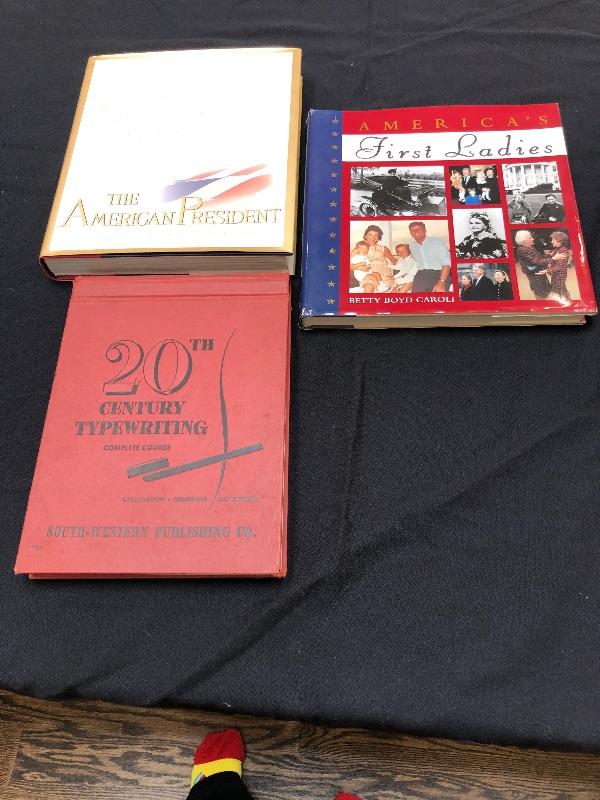 THE
AMERICAN PRESIDENT
AMERICA'S
First Ladies
BETTY BOYD CAROLI
20TH
CENTURY
TYPEWRITING
COMPLETE COURSE
SOUTH-WESTERN PUBLISHING CO.